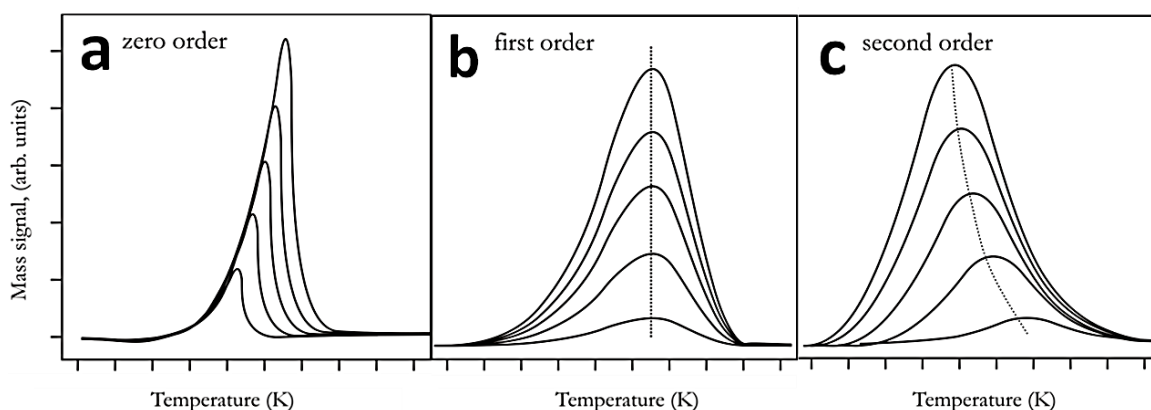 a zero order
b first order
c second order
Mass signal, (arb. units)
Temperature (K)
Temperature (K)
Temperature (K)